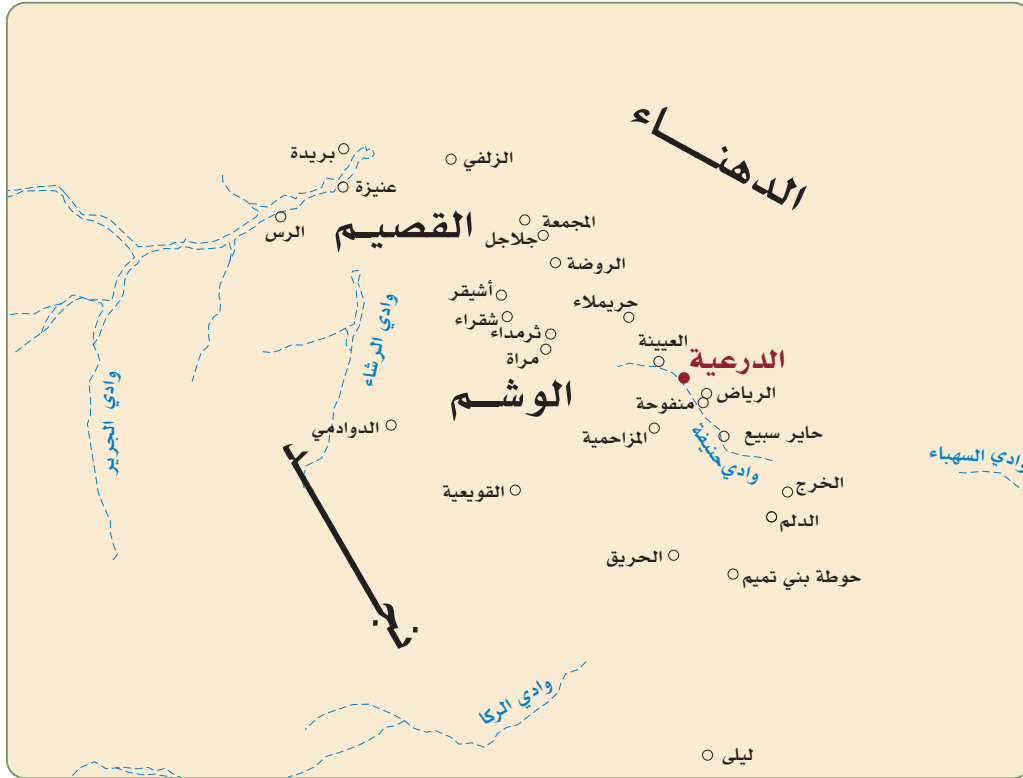 الدهناء
الزلفي
بريدة
عنيزة
المجمعة
الرس
القصيم
جلاجل
الروضة
أشيقر
حريملاء
شقراء
ثرمداء
وادي الرشاء
العيينة
مراة
الدرعية
الرياض
الوشم
منفوحة
وادي الجرير
الدوادمي
المزاحمية
حاير سبيع
وادي حنيفة
وادي السهباء
نجد
القويعية
الخرج
الدلم
الحريق
حوطة بني تميم
وادي الركا
ليلى